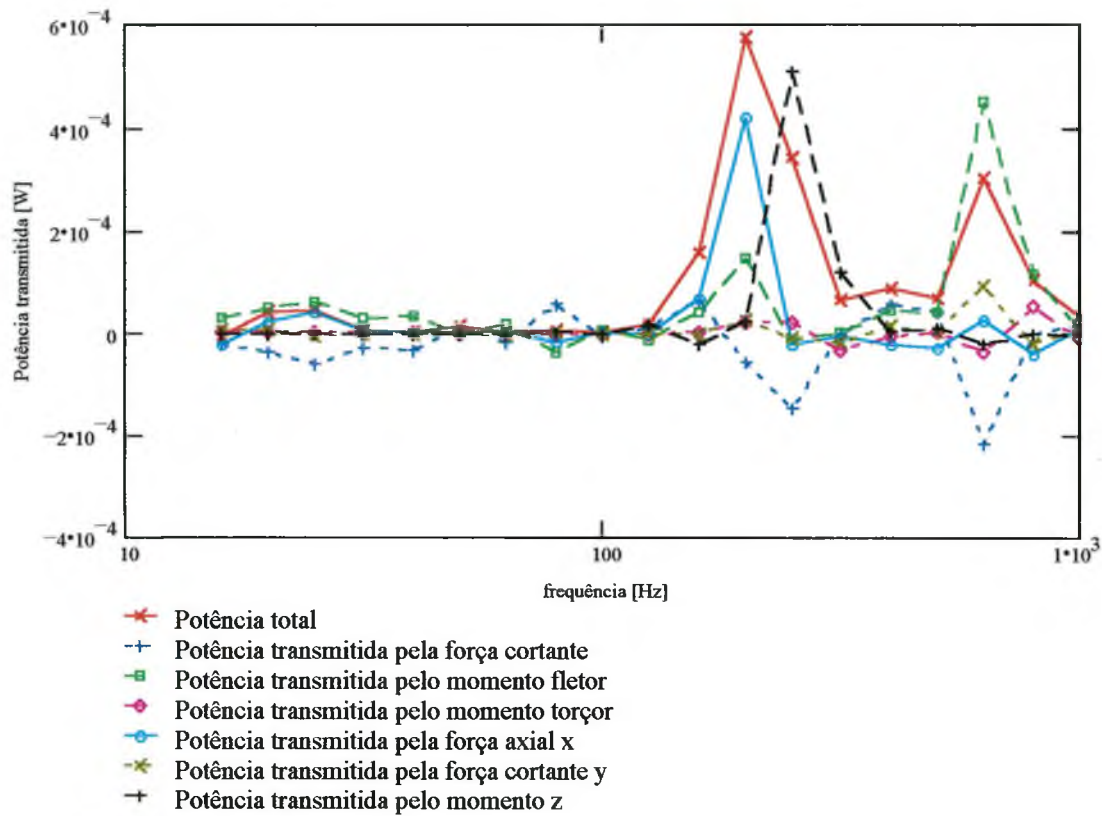 6•10⁻⁴
4•10⁻⁴
2•10⁻⁴
0
−2•10⁻⁴
−4•10⁻⁴
Potência transmitida [W]
10
100
1•10³
frequência [Hz]
Potência total
Potência transmitida pela força cortante
Potência transmitida pelo momento fletor
Potência transmitida pelo momento torçor
Potência transmitida pela força axial x
Potência transmitida pela força cortante y
Potência transmitida pelo momento z